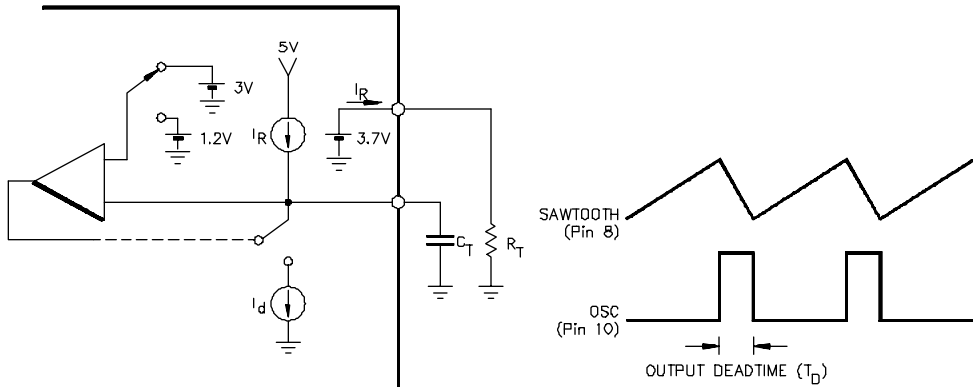 5V
3V
I_R
1.2V
I_R
3.7V
C_T
R_T
I_d
SAWTOOTH
(Pin 8)
OSC
(Pin 10)
OUTPUT DEADTIME (T_D)